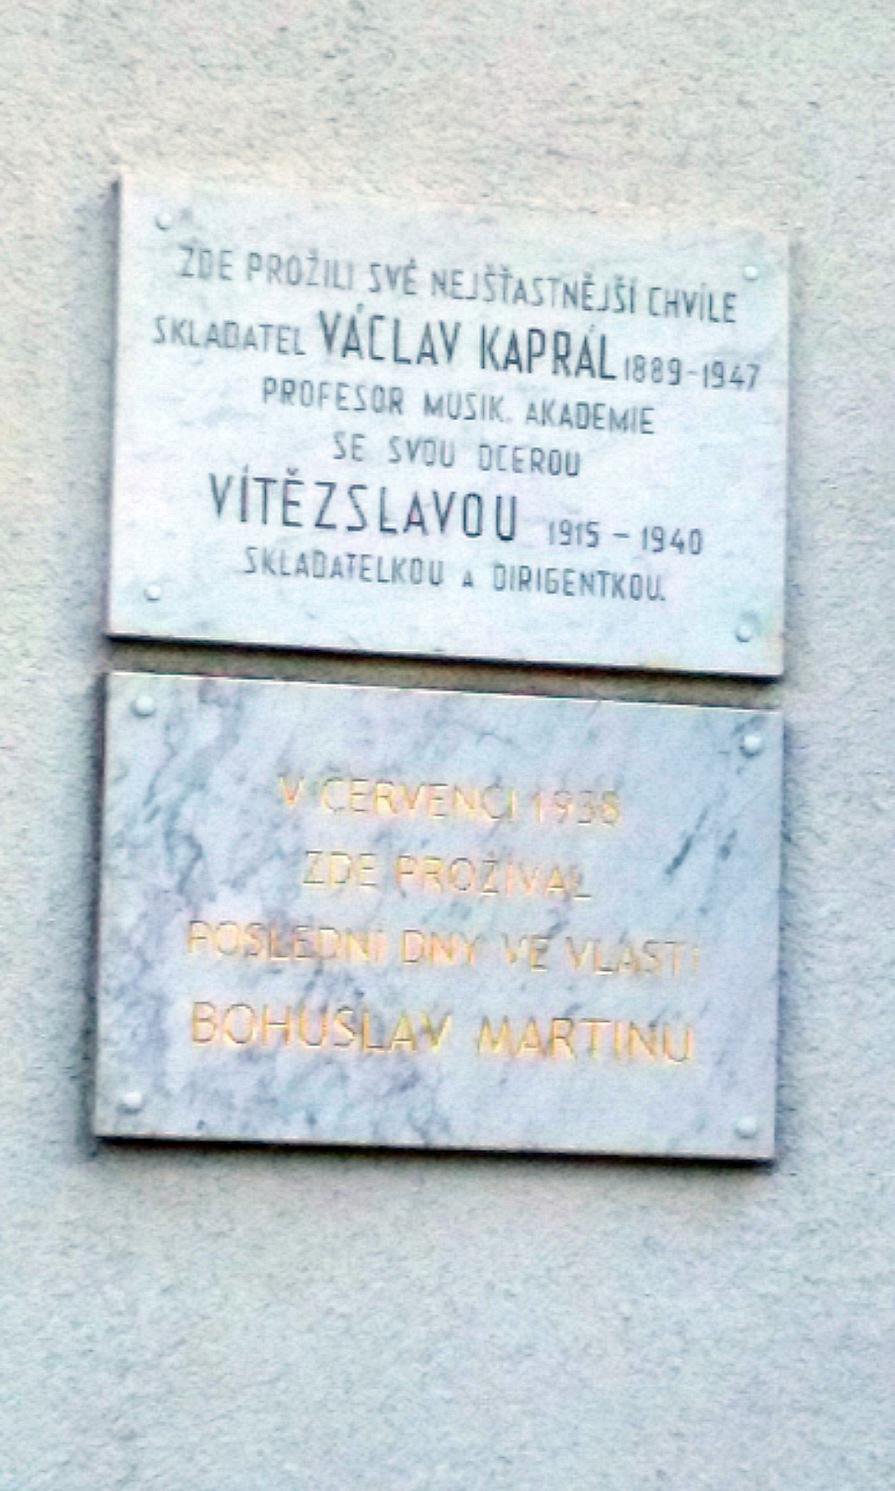 ZDE PROŽILI SVÉ NEJŠŤASTNĚJŠÍ CHVÍLE
SKLADATEL VÁCLAV KAPRÁL 1889-1947
PROFESOR MUSIK. AKADEMIE
SE SVOU DCEROU
VÍTĚZSLAVOU 1915 - 1940
SKLADATELKOU A DIRIGENTKOU.
V ČERVENCI 1938
ZDE PROŽÍVAL
POSLEDNÍ DNY VE VLASTI
BOHUSLAV MARTINŮ